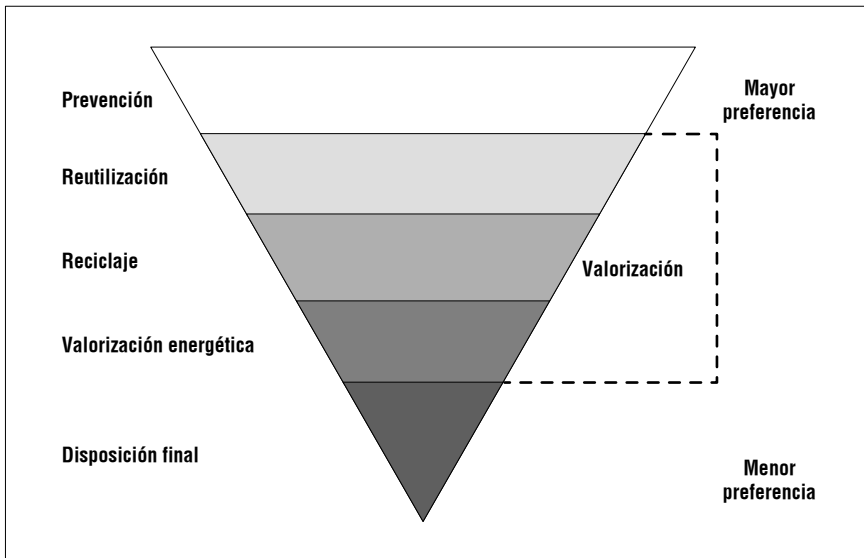 Prevención
Mayor
preferencia
Reutilización
Reciclaje
Valorización
Valorización energética
Disposición final
Menor
preferencia